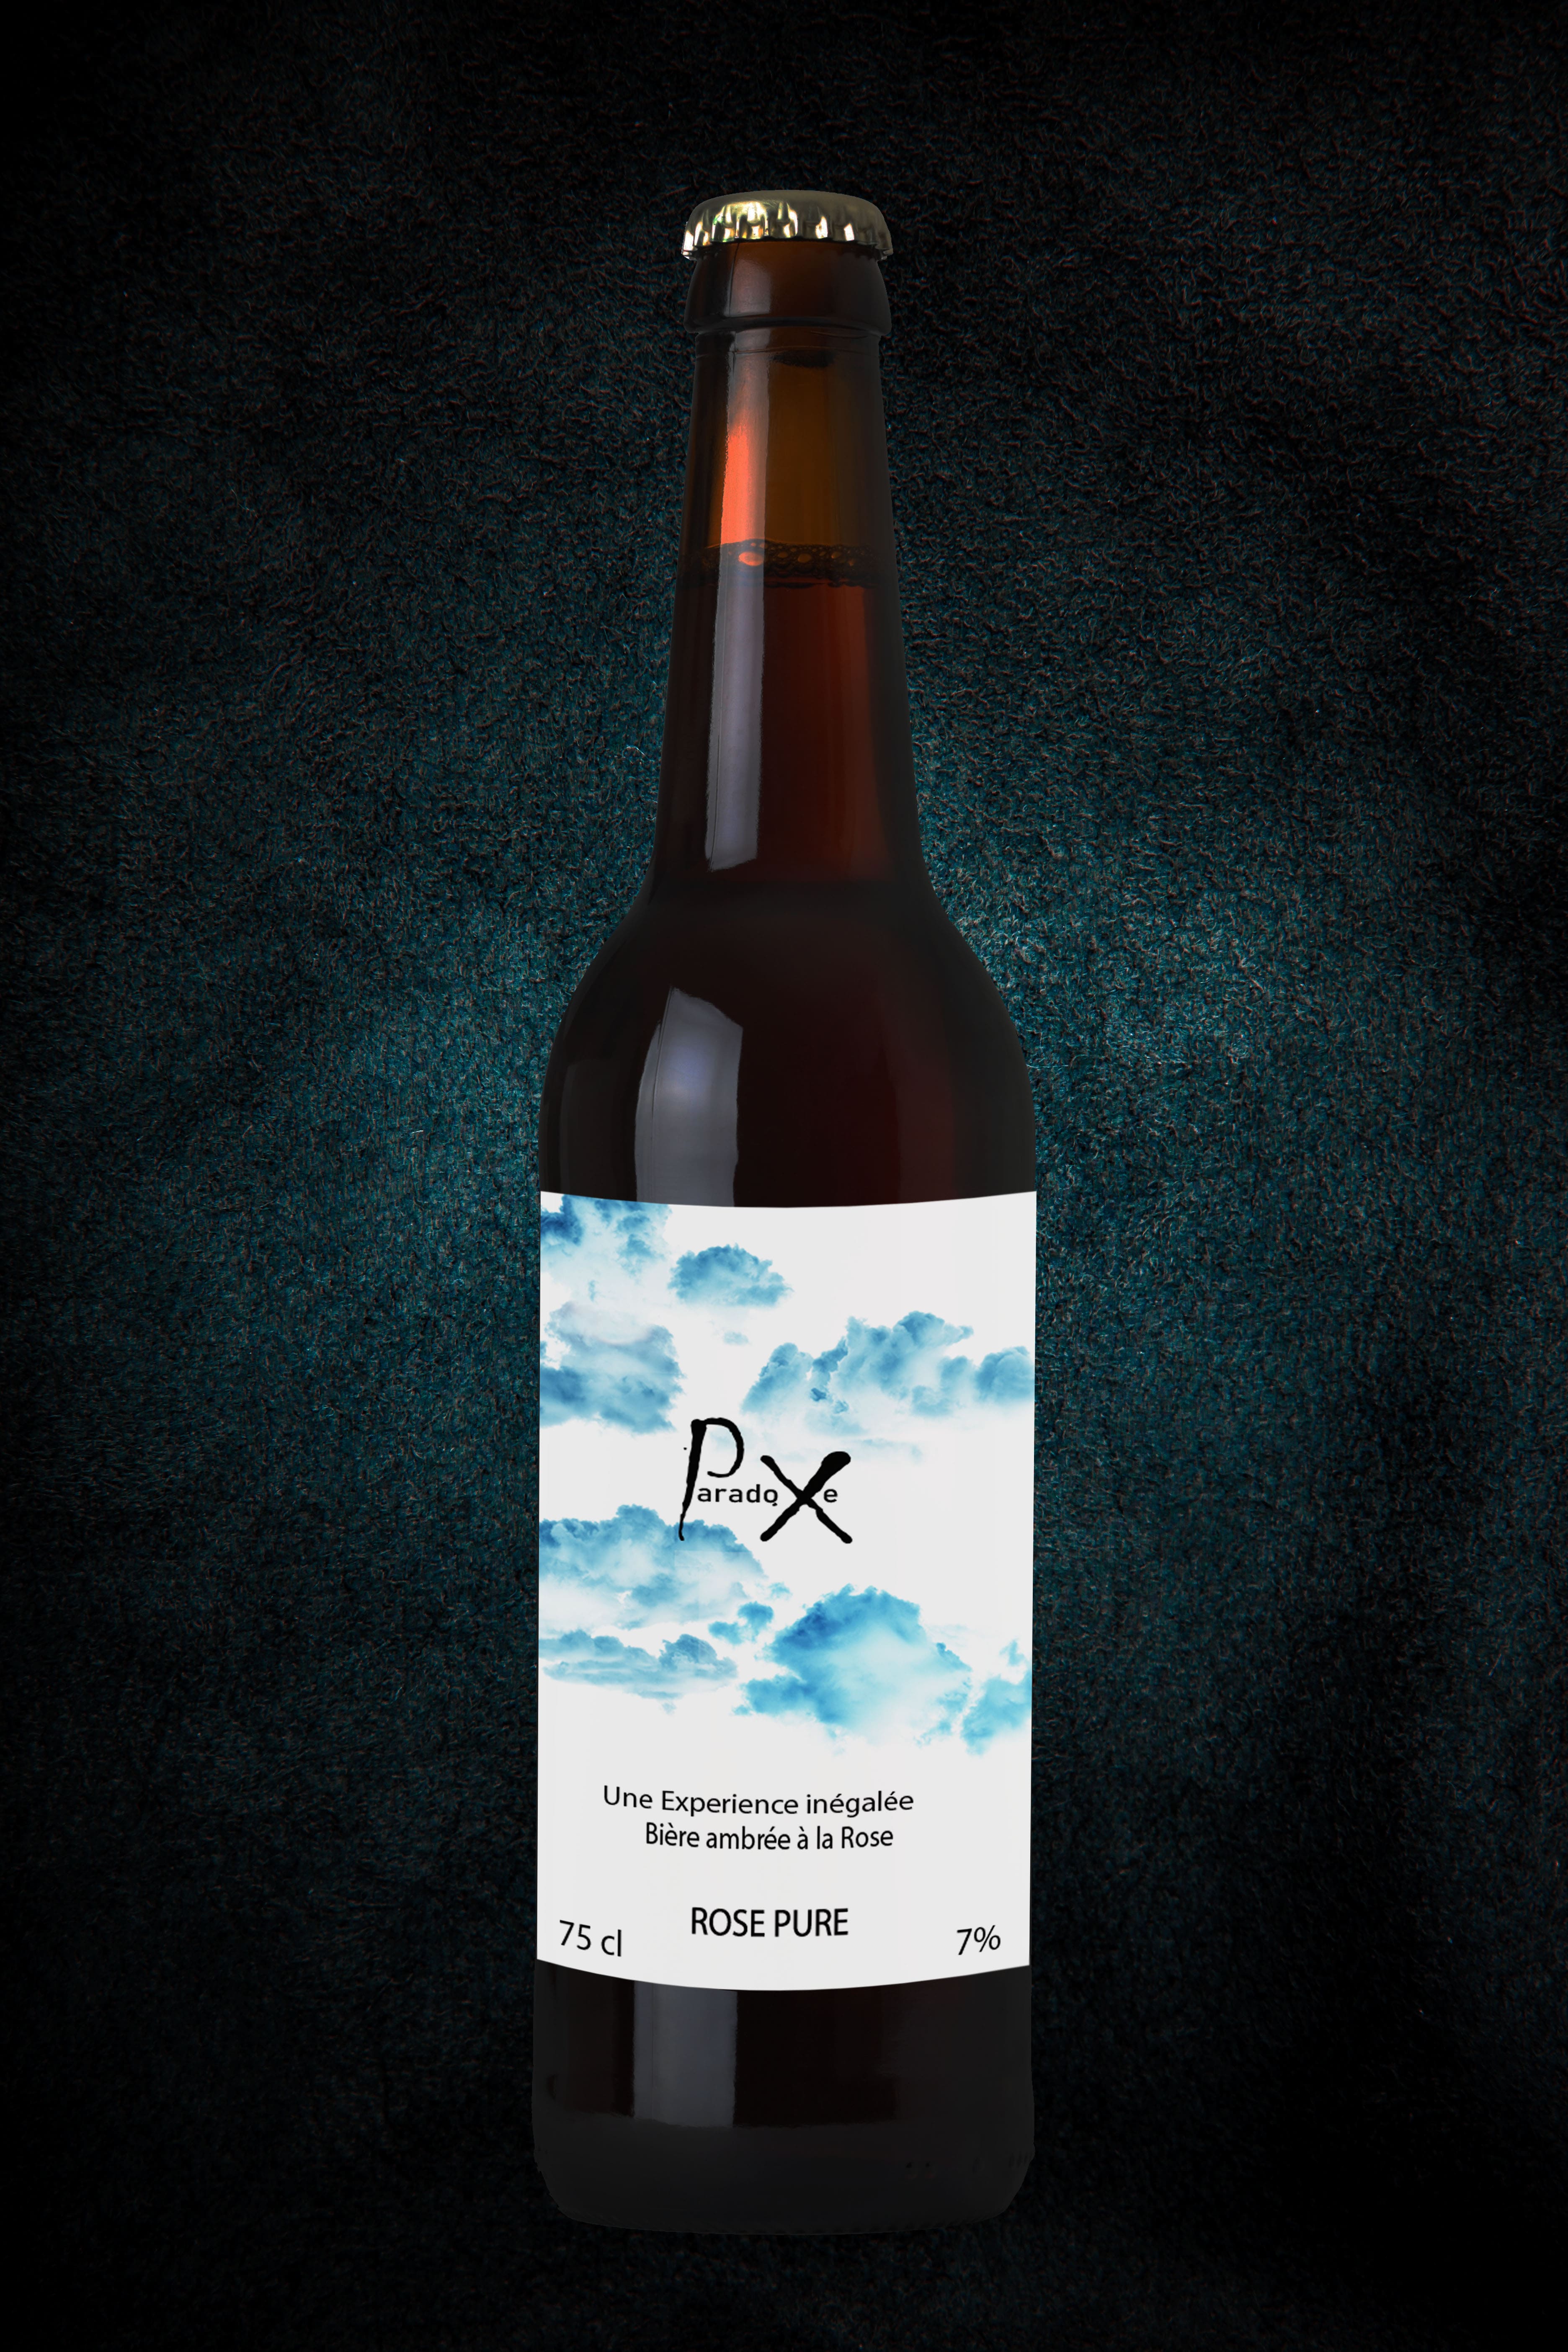 ParadoXe
Une Experience inégalée
Bière ambrée à la Rose
ROSE PURE
75 cl
7%